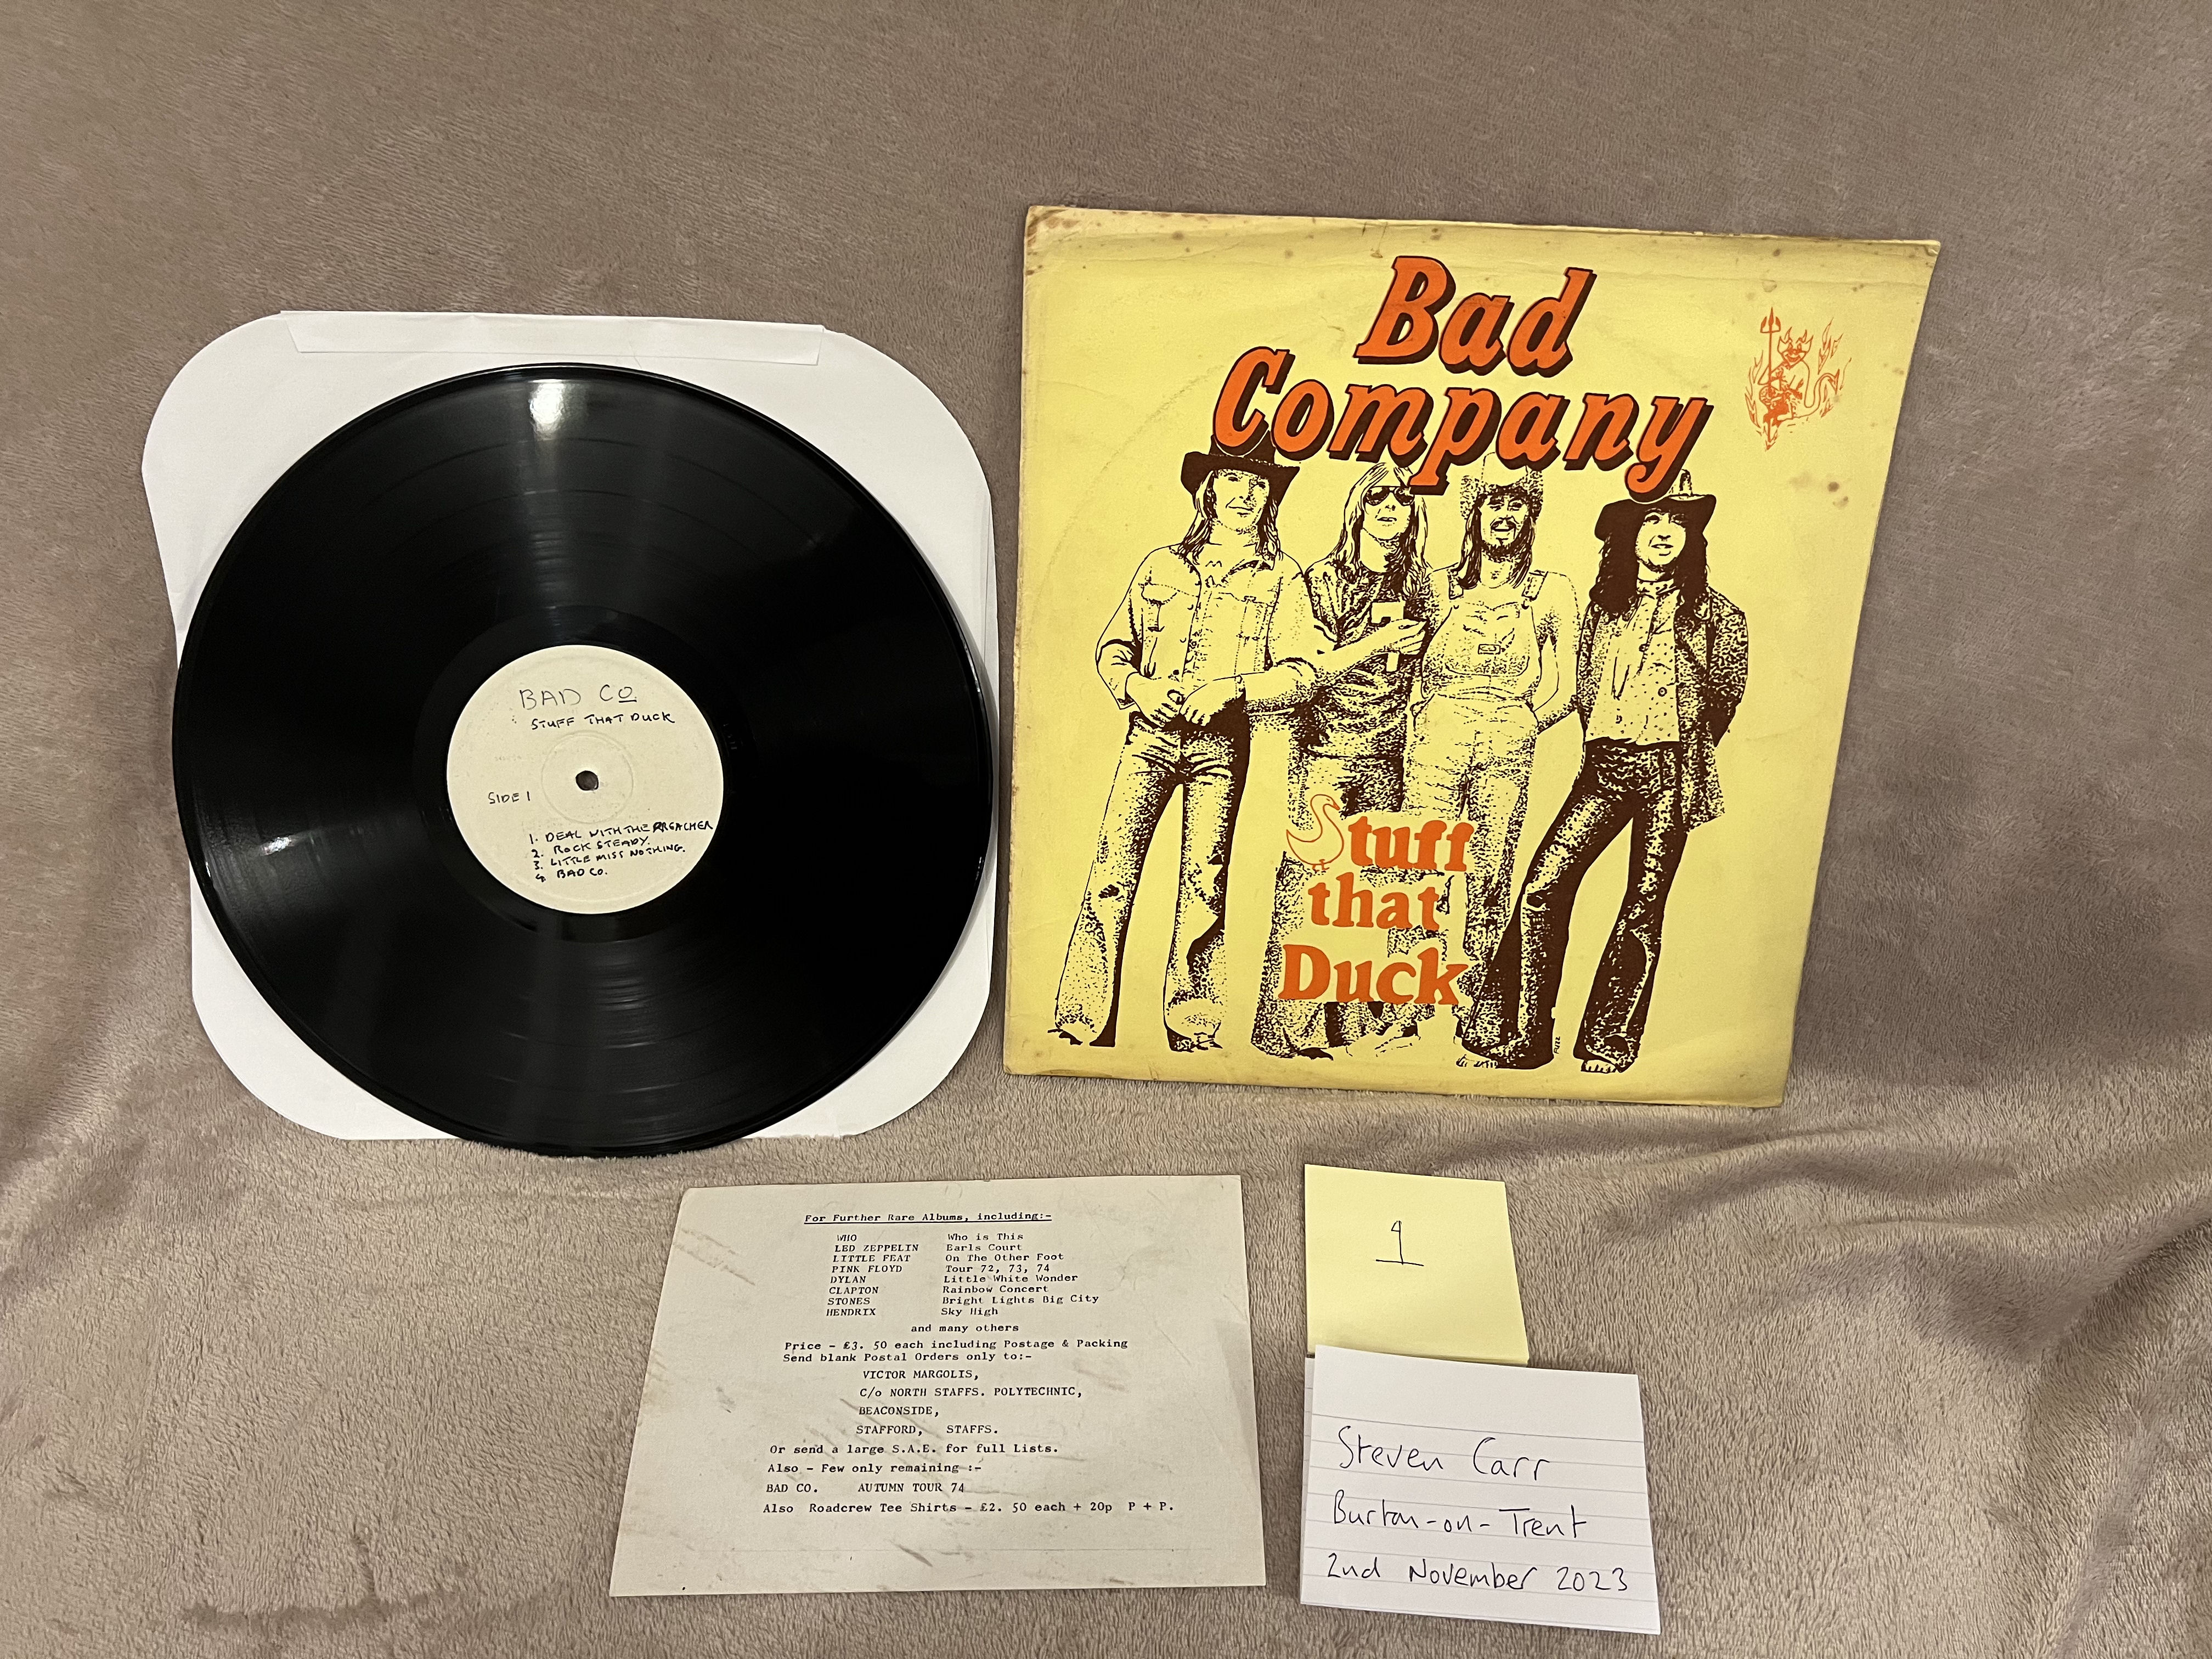 BAD CO
STUFF THAT DUCK
SIDE 1
1. DEAL WITH THE PREACHER
2. ROCK STEADY.
3. LITTLE MISS NOTHING.
4 BAD CO.
Bad
Company
Stuff
that
Duck
For Further Rare Albums, including:-
WHO Who is This
LED ZEPPELIN Earls Court
LITTLE FEAT On The Other Foot
PINK FLOYD Tour 72, 73, 74
DYLAN Little White Wonder
CLAPTON Rainbow Concert
STONES Bright Lights Big City
HENDRIX Sky High
and many others
Price - £3. 50 each including Postage & Packing
Send blank Postal Orders only to:-
VICTOR MARGOLIS,
C/o NORTH STAFFS. POLYTECHNIC,
BEACONSIDE,
STAFFORD, STAFFS.
Or send a large S.A.E. for full Lists.
Also - Few only remaining :-
BAD CO. AUTUMN TOUR 74
Also Roadcrew Tee Shirts - £2. 50 each + 20p P + P.
1
Steven Carr
Burton-on-Trent
2nd November 2023